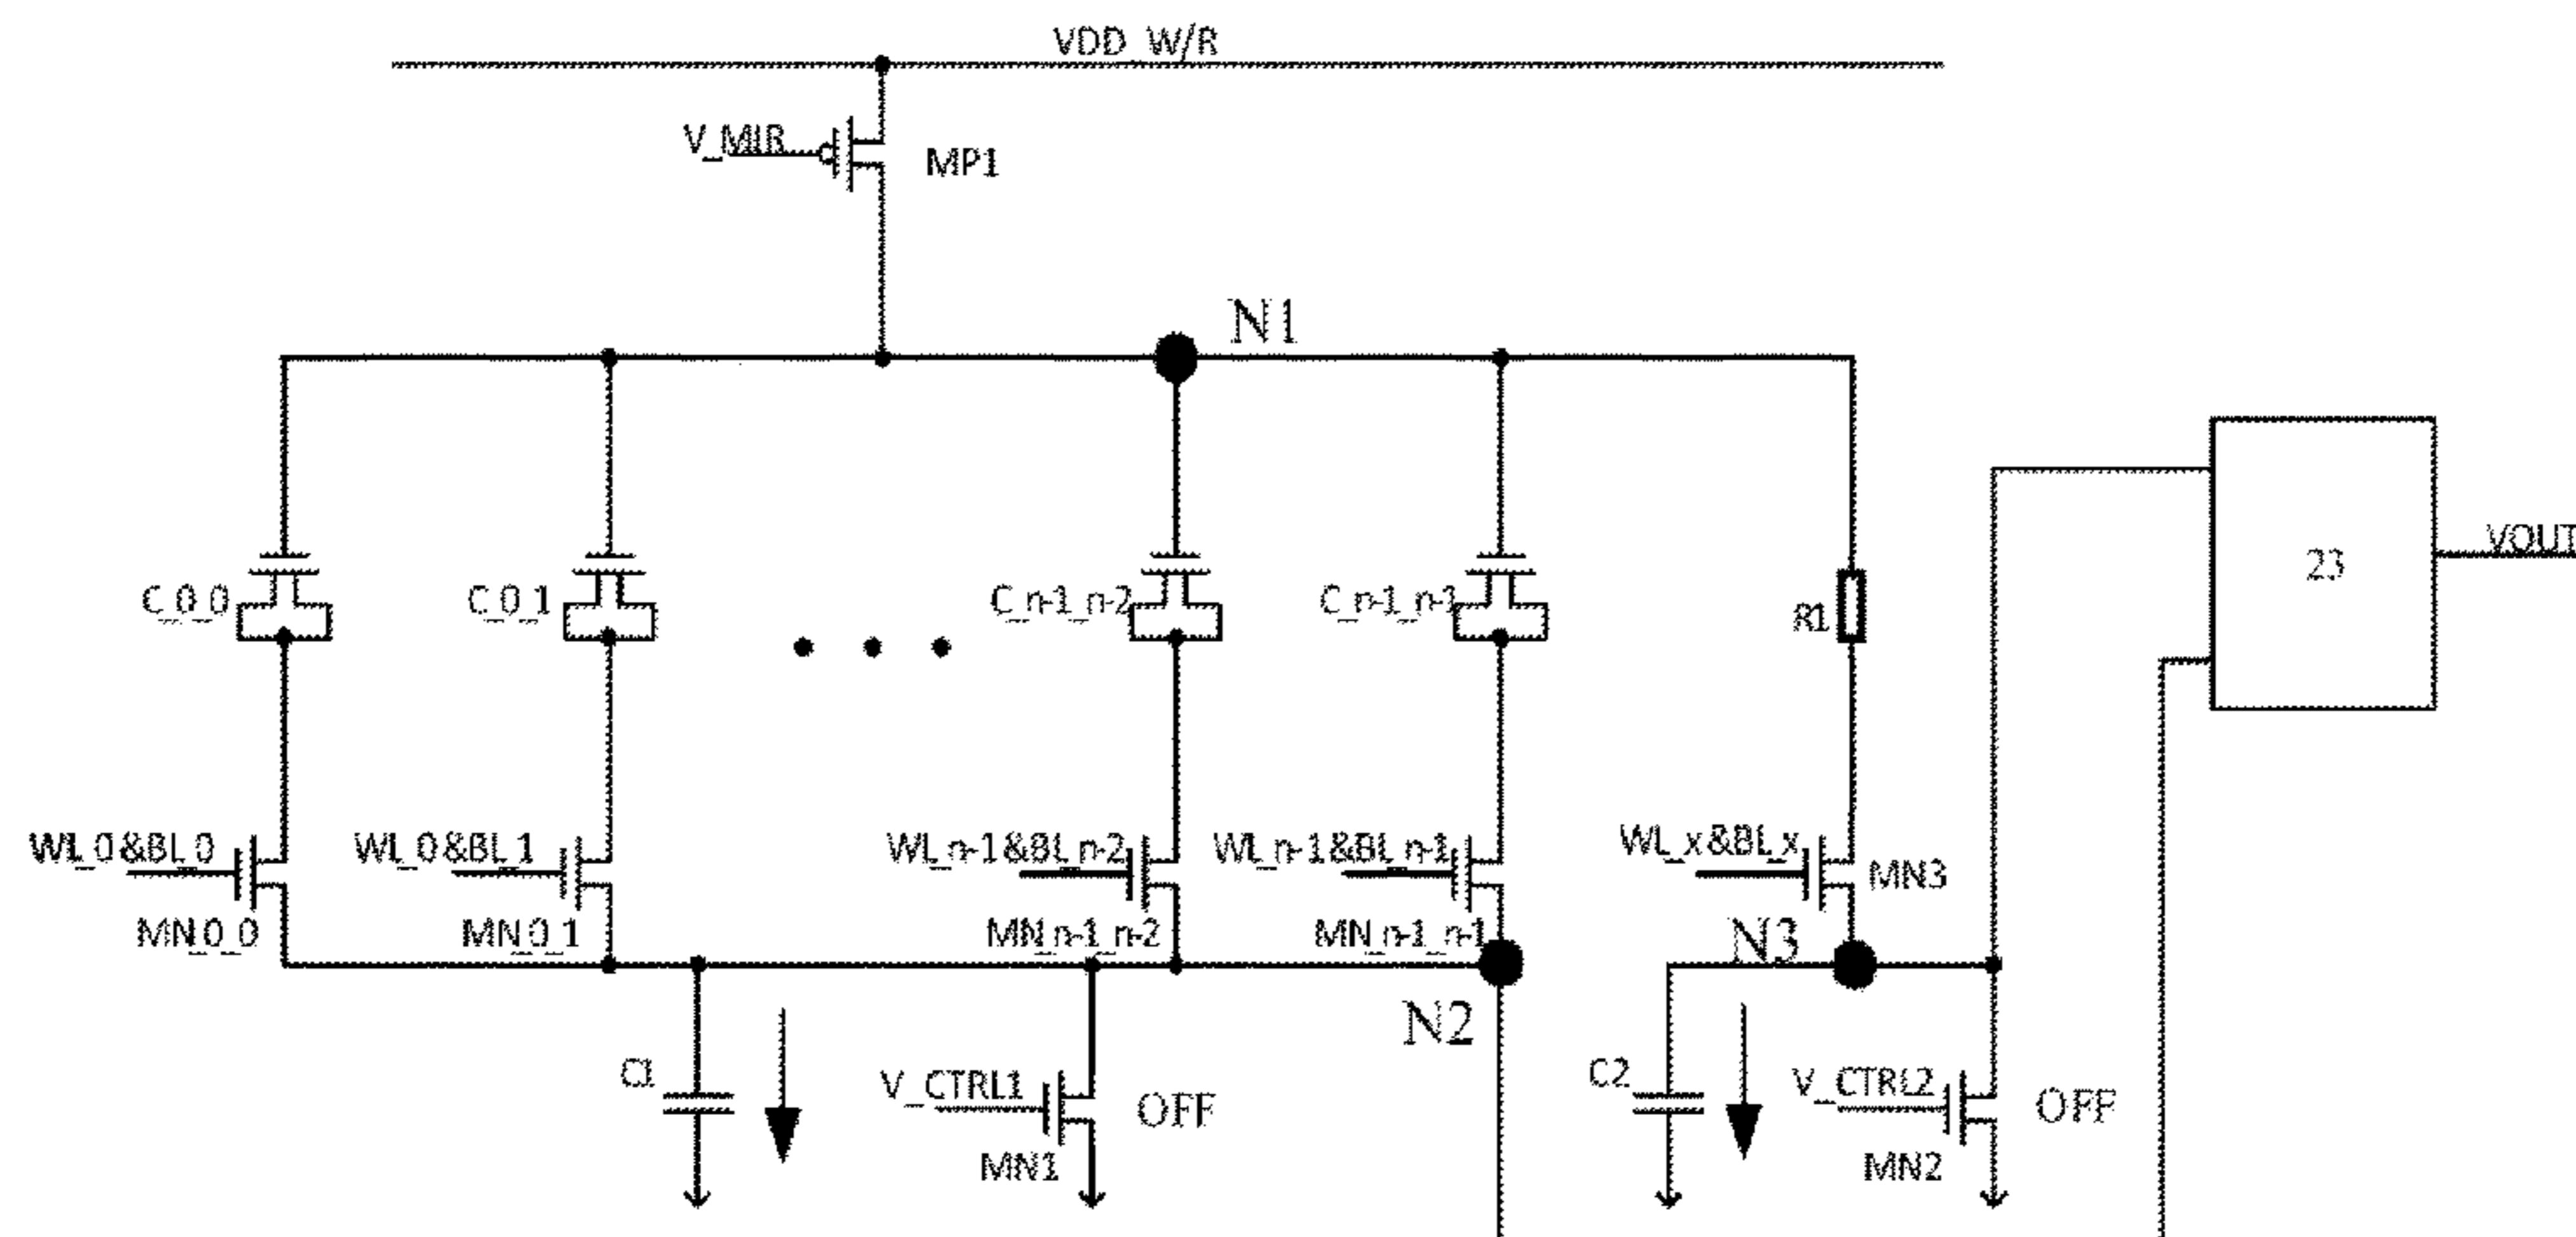 VDD_W/R
V_MIR
MP1
N1
VOUT
23
C_0_0
C_0_1
C_n-1_n-2
C_n-1_n-1
R1
WL_0&BL_0
WL_0&BL_1
WL_n-1&BL_n-2
WL_n-1&BL_n-1
WL_x&BL_x
MN3
MN_0_0
MN_0_1
MN_n-1_n-2
MN_n-1_n-1
N3
N2
C1
V_CTRL1
OFF
C2
V_CTRL2
OFF
MN1
MN2